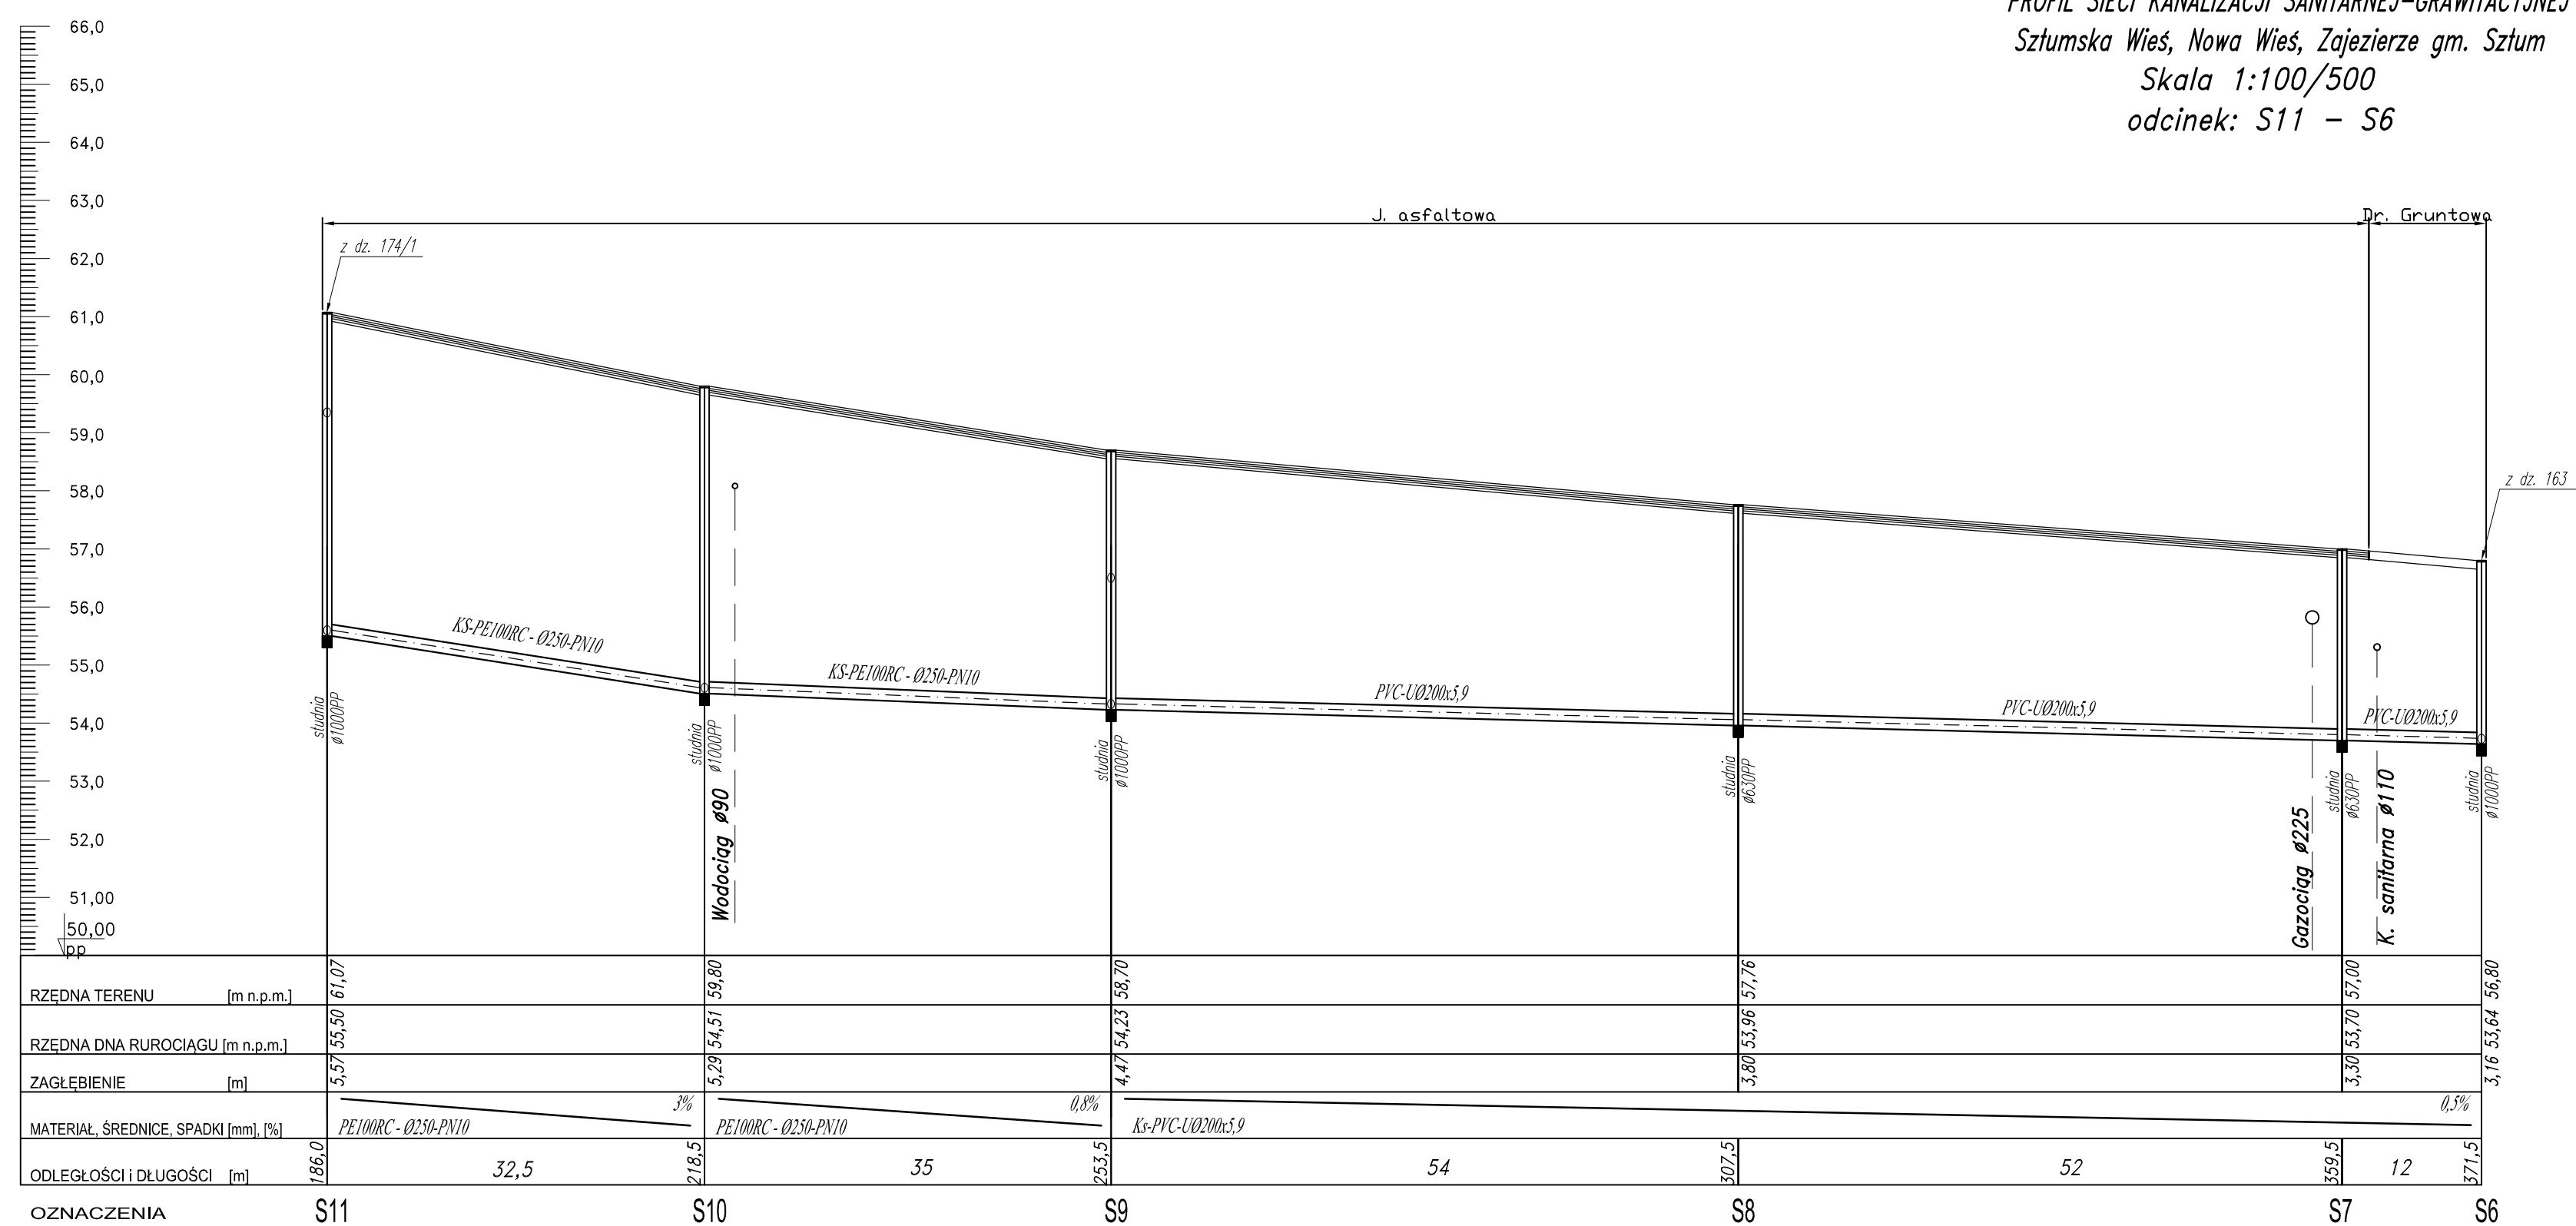 PROFIL SIECI KANALIZACJI SANITARNEJ-GRAWITACYJNEJ
Sztumska Wieś, Nowa Wieś, Zajezierze gm. Sztum
Skala 1:100/500
odcinek: S11 – S6
66,0
65,0
64,0
63,0
62,0
61,0
60,0
59,0
58,0
57,0
56,0
55,0
54,0
53,0
52,0
51,00
50,00
pp
J. asfaltowa
Dr. Gruntowa
z dz. 174/1
z dz. 163
KS-PE100RC - Ø250-PN10
KS-PE100RC - Ø250-PN10
PVC-UØ200x5,9
PVC-UØ200x5,9
PVC-UØ200x5,9
studnia
ø1000PP
studnia
ø1000PP
studnia
ø1000PP
studnia
ø630PP
studnia
ø630PP
studnia
ø1000PP
Wodociąg ø90
Gazociąg ø225
K. sanitarna ø110
RZĘDNA TERENU [m n.p.m.] 61,07 59,80 58,70 57,76 57,00 56,80
RZĘDNA DNA RUROCIĄGU [m n.p.m.] 55,50 54,51 54,23 53,96 53,70 53,64
ZAGŁĘBIENIE [m] 5,57 5,29 4,47 3,80 3,30 3,16
3% 0,8% 0,5%
MATERIAŁ, ŚREDNICE, SPADKI [mm], [%] PE100RC - Ø250-PN10 PE100RC - Ø250-PN10 Ks-PVC-UØ200x5,9
ODLEGŁOŚCI i DŁUGOŚCI [m] 186,0 32,5 218,5 35 253,5 54 307,5 52 359,5 12 371,5
OZNACZENIA S11 S10 S9 S8 S7 S6